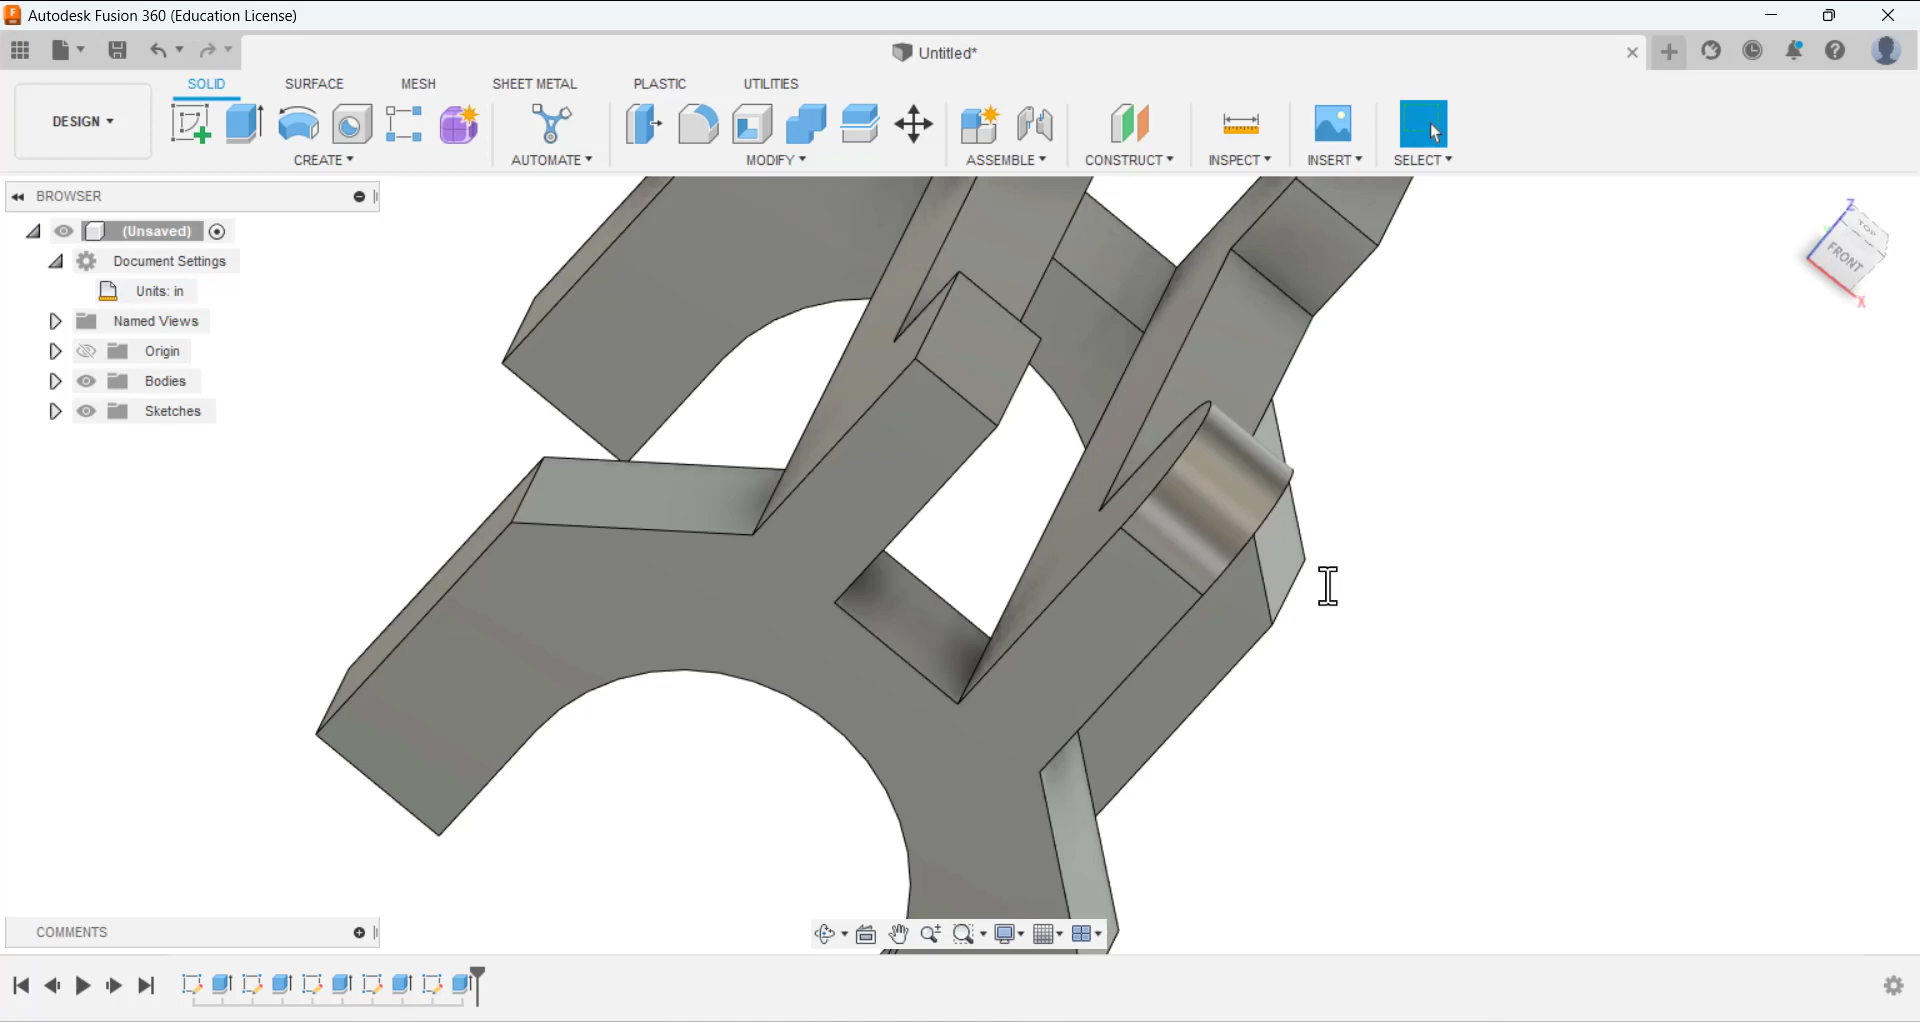 Autodesk Fusion 360 (Education License)
Untitled*
SOLID SURFACE MESH SHEET METAL PLASTIC UTILITIES
DESIGN
CREATE AUTOMATE MODIFY ASSEMBLE CONSTRUCT INSPECT INSERT SELECT
BROWSER
(Unsaved)
Document Settings
Units: in
Named Views
Origin
Bodies
Sketches
Z
TOP
FRONT
X
COMMENTS